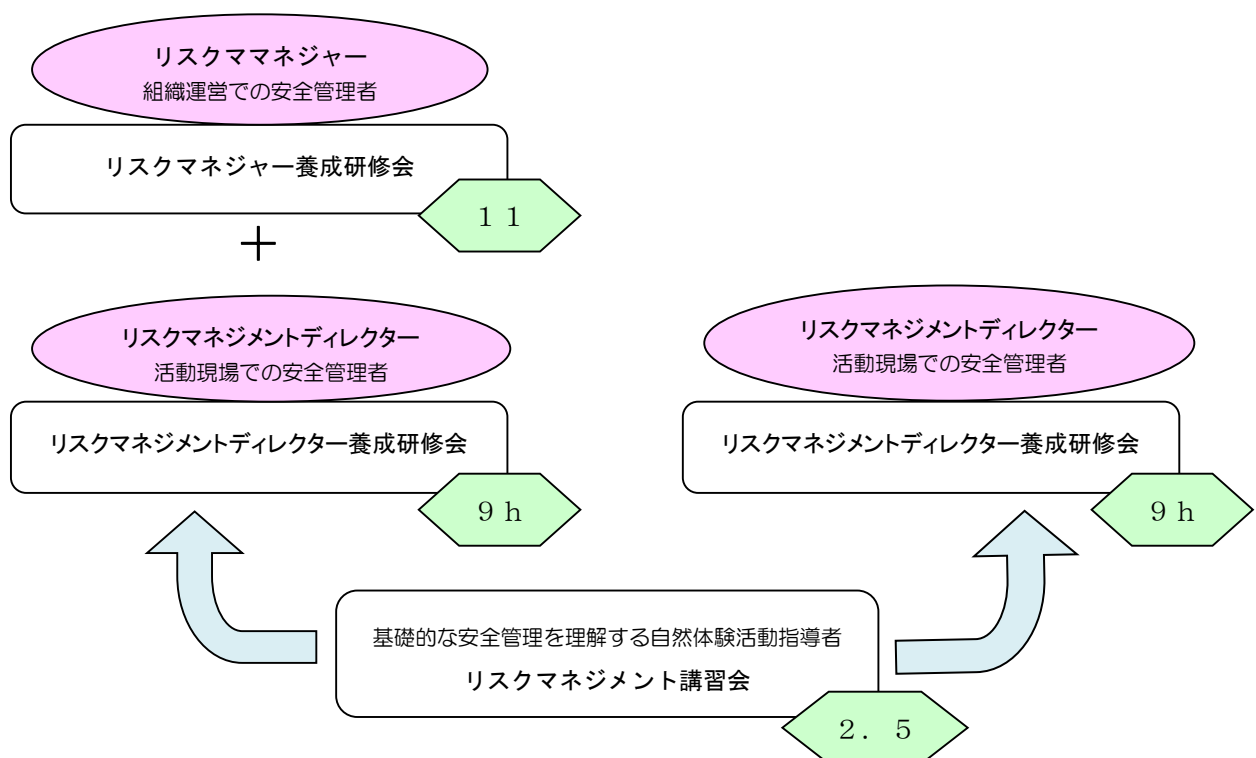 リスクママネジャー
組織運営での安全管理者
リスクマネジャー養成研修会
１１
＋
リスクマネジメントディレクター
活動現場での安全管理者
リスクマネジメントディレクター養成研修会
９ｈ
リスクマネジメントディレクター
活動現場での安全管理者
リスクマネジメントディレクター養成研修会
９ｈ
基礎的な安全管理を理解する自然体験活動指導者
リスクマネジメント講習会
２．５